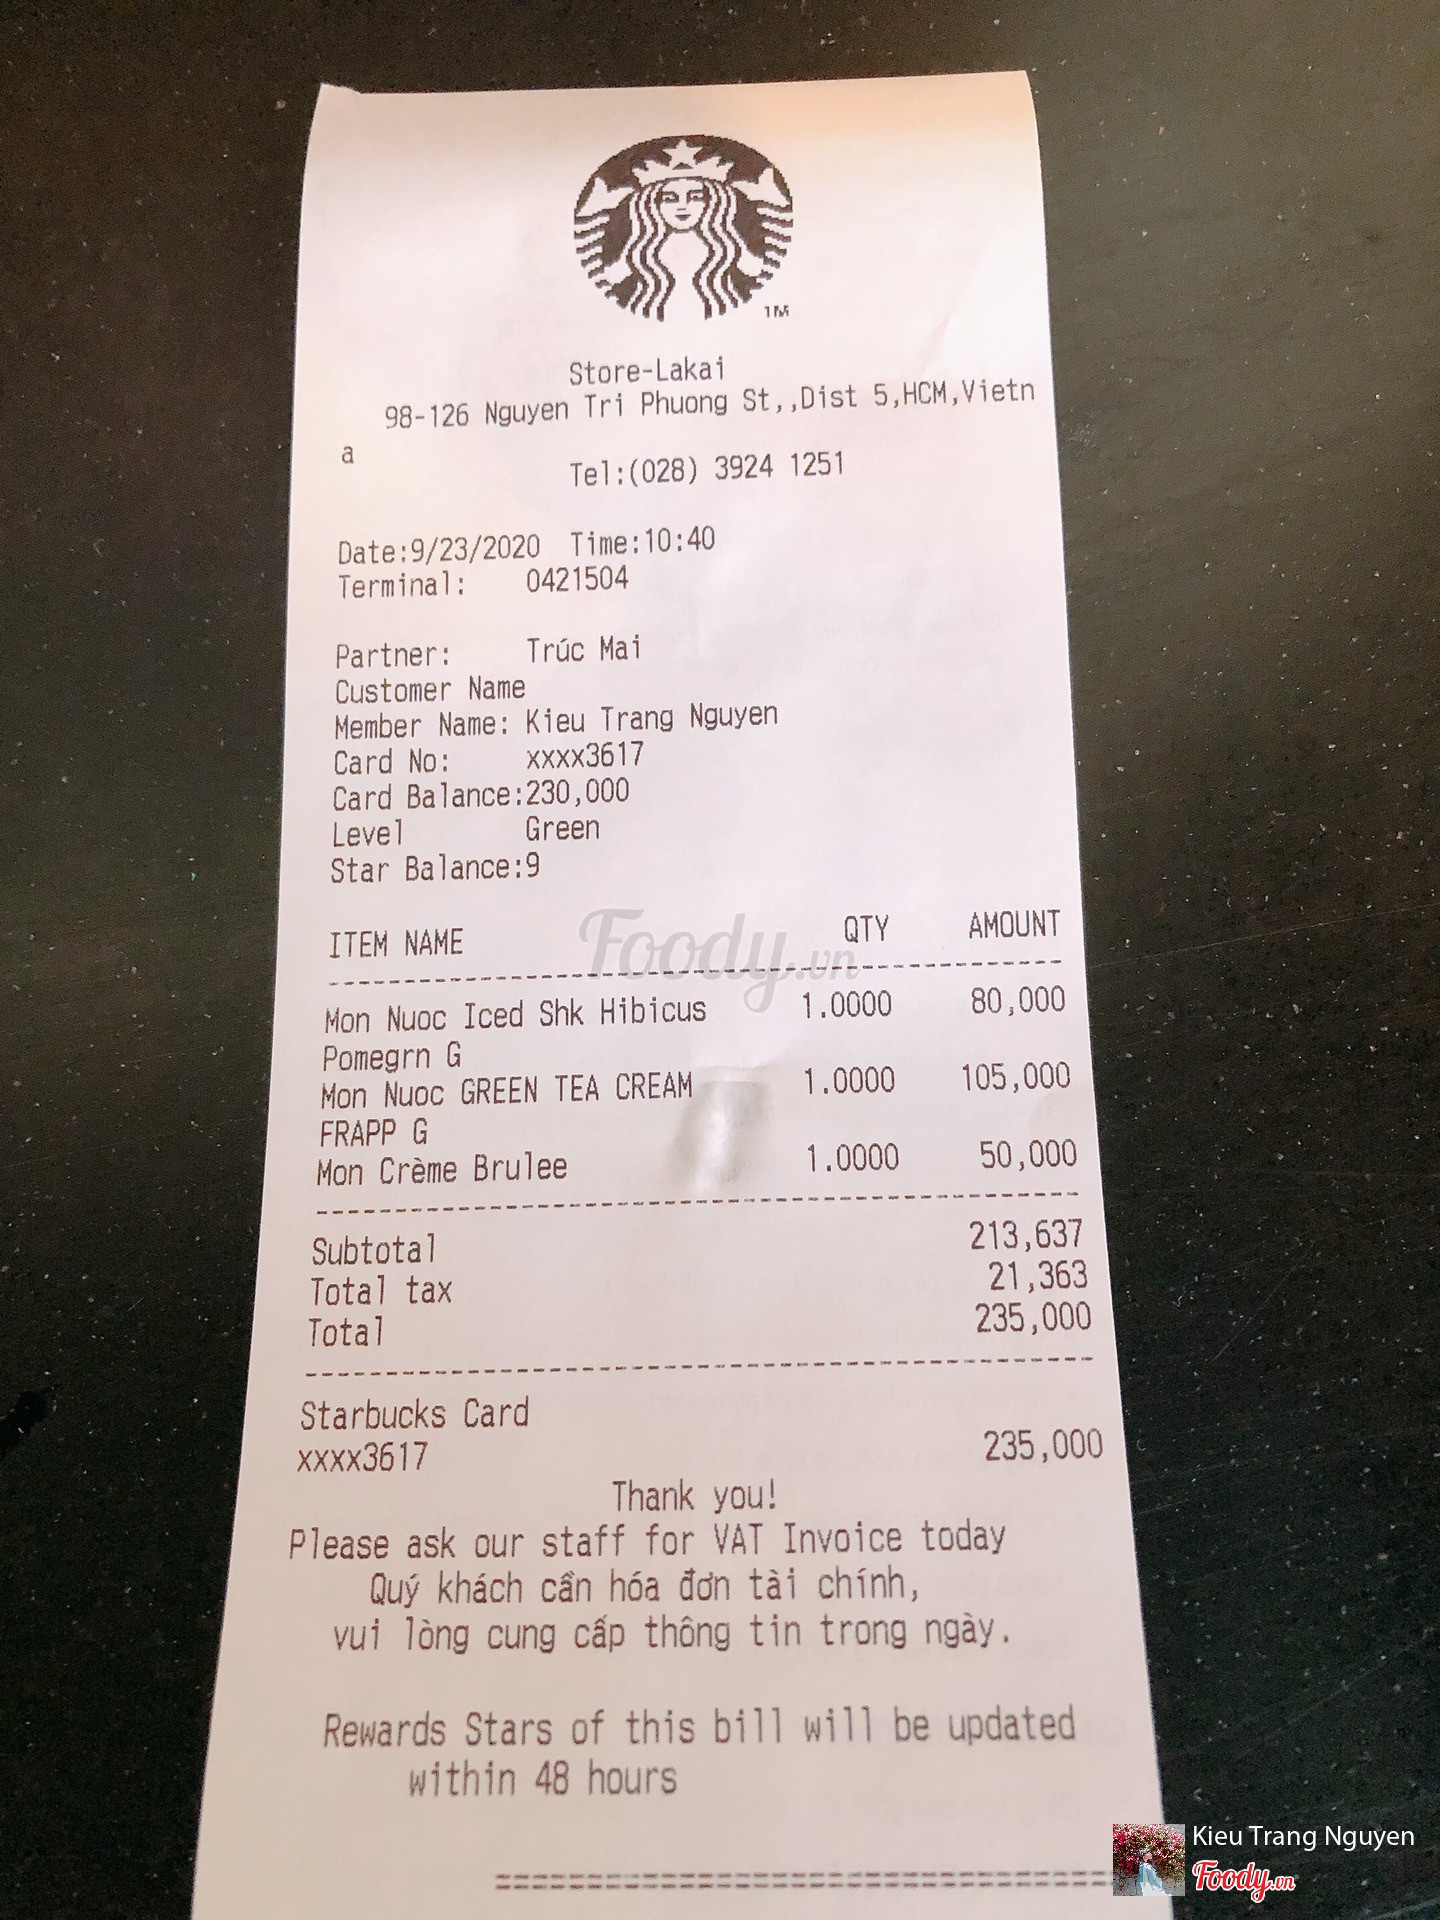 TM
Store-Lakai
98-126 Nguyen Tri Phuong St,,Dist 5,HCM,Vietn
a
Tel:(028) 3924 1251
Date:9/23/2020 Time:10:40
Terminal: 0421504
Partner: Trúc Mai
Customer Name
Member Name: Kieu Trang Nguyen
Card No: xxxx3617
Card Balance:230,000
Level Green
Star Balance:9
ITEM NAME QTY AMOUNT
Foody.vn
Mon Nuoc Iced Shk Hibicus 1.0000 80,000
Pomegrn G
Mon Nuoc GREEN TEA CREAM 1.0000 105,000
FRAPP G
Mon Crème Brulee 1.0000 50,000
Subtotal 213,637
Total tax 21,363
Total 235,000
Starbucks Card
xxxx3617 235,000
Thank you!
Please ask our staff for VAT Invoice today
Quý khách cần hóa đơn tài chính,
vui lòng cung cấp thông tin trong ngày.
Rewards Stars of this bill will be updated
within 48 hours
Kieu Trang Nguyen
Foody.vn